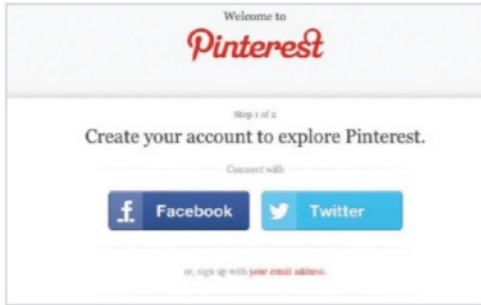 Welcome to
Pinterest
Step 1 of 2
Create your account to explore Pinterest.
Connect with
Facebook
Twitter
or, sign up with your email address.